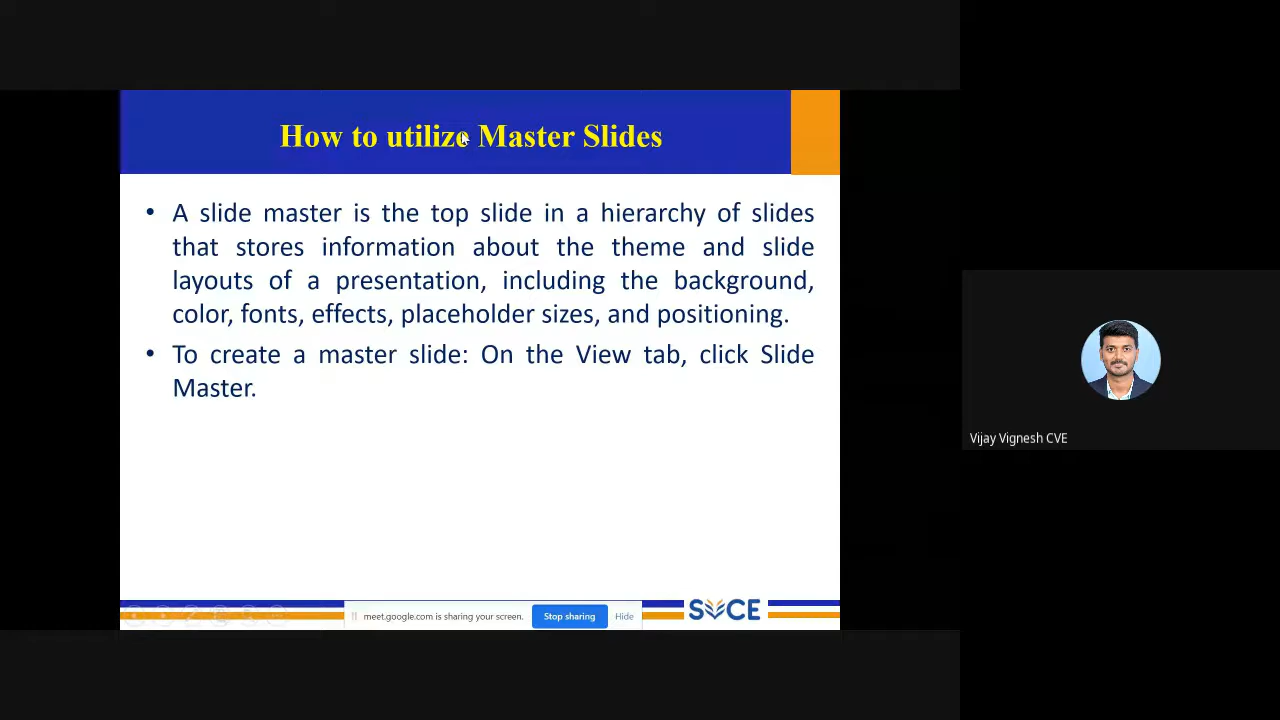 How to utilize Master Slides
• A slide master is the top slide in a hierarchy of slides
that stores information about the theme and slide
layouts of a presentation, including the background,
color, fonts, effects, placeholder sizes, and positioning.
• To create a master slide: On the View tab, click Slide
Master.
Vijay Vignesh CVE
meet.google.com is sharing your screen. Stop sharing Hide
SVCE